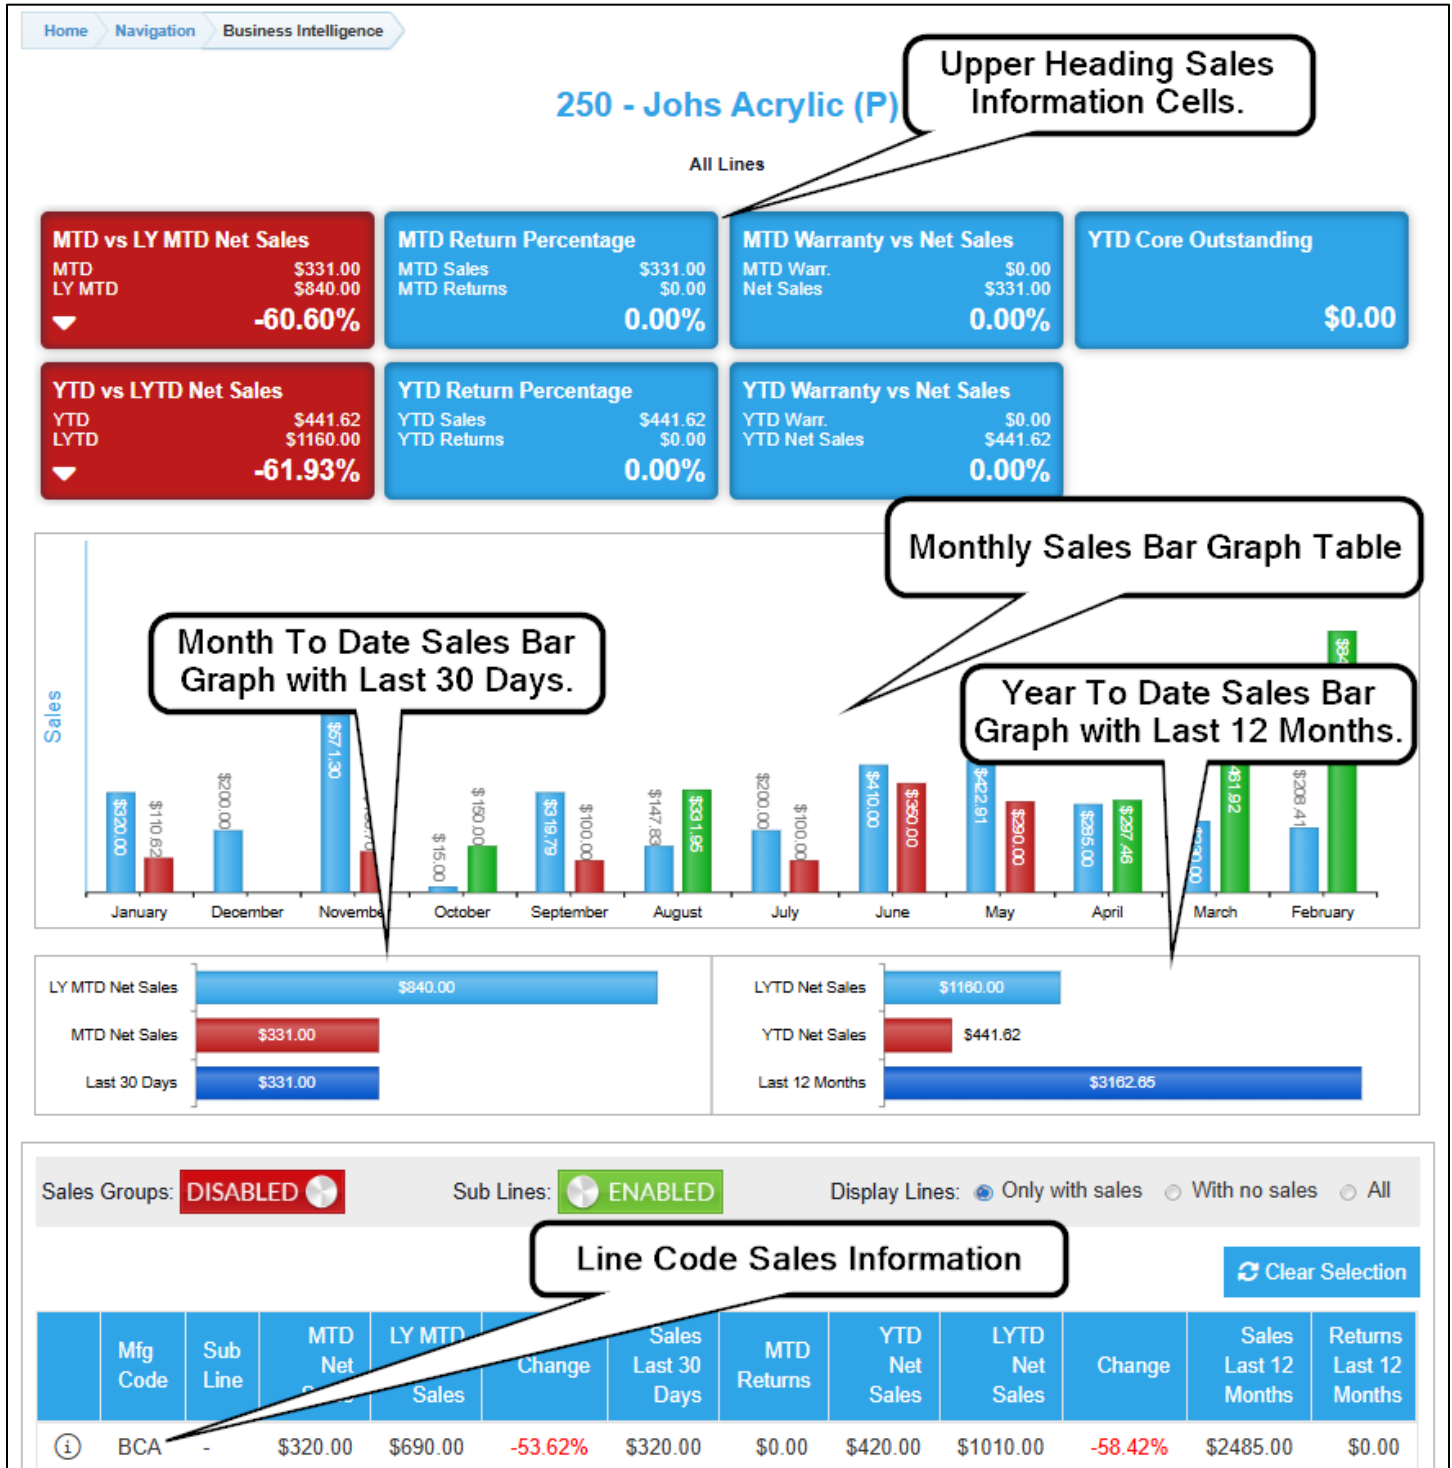 Home
Navigation
Business Intelligence
Upper Heading Sales
Information Cells.
250 - Johs Acrylic (P)
All Lines
MTD vs LY MTD Net Sales
MTD $331.00
LY MTD $840.00
-60.60%
MTD Return Percentage
MTD Sales $331.00
MTD Returns $0.00
0.00%
MTD Warranty vs Net Sales
MTD Warr. $0.00
Net Sales $331.00
0.00%
YTD Core Outstanding
$0.00
YTD vs LYTD Net Sales
YTD $441.62
LYTD $1160.00
-61.93%
YTD Return Percentage
YTD Sales $441.62
YTD Returns $0.00
0.00%
YTD Warranty vs Net Sales
YTD Warr. $0.00
YTD Net Sales $441.62
0.00%
Monthly Sales Bar Graph Table
Month To Date Sales Bar
Graph with Last 30 Days.
Year To Date Sales Bar
Graph with Last 12 Months.
Sales
$320.00
$110.62
$200.00
$571.30
$15.00
$150.00
$319.79
$100.00
$147.83
$331.95
$200.00
$100.00
$410.00
$350.00
$422.91
$290.00
$285.00
$297.46
$208.41
January
December
November
October
September
August
July
June
May
April
March
February
LY MTD Net Sales $840.00
MTD Net Sales $331.00
Last 30 Days $331.00
LYTD Net Sales $1160.00
YTD Net Sales $441.62
Last 12 Months $3162.65
Sales Groups: DISABLED
Sub Lines: ENABLED
Display Lines: Only with sales With no sales All
Line Code Sales Information
Clear Selection
Mfg
Code
Sub
Line
MTD
Net
LY MTD
Sales
Change
Sales
Last 30
Days
MTD
Returns
YTD
Net
Sales
LYTD
Net
Sales
Change
Sales
Last 12
Months
Returns
Last 12
Months
BCA - $320.00 $690.00 -53.62% $320.00 $0.00 $420.00 $1010.00 -58.42% $2485.00 $0.00